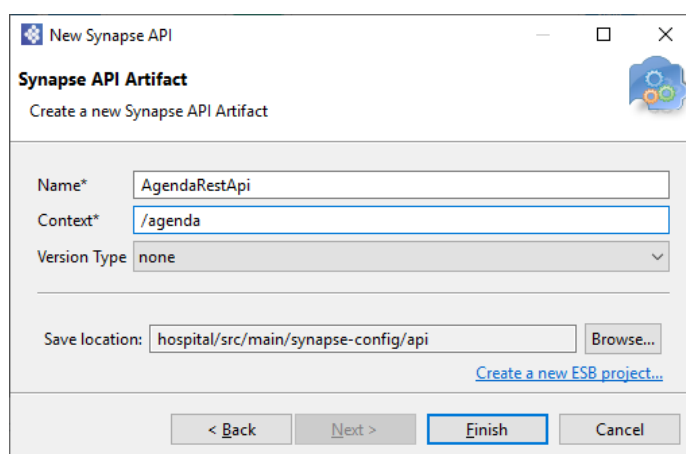 New Synapse API
Synapse API Artifact
Create a new Synapse API Artifact
Name* AgendaRestApi
Context* /agenda
Version Type none
Save location: hospital/src/main/synapse-config/api Browse...
Create a new ESB project...
< Back Next > Finish Cancel